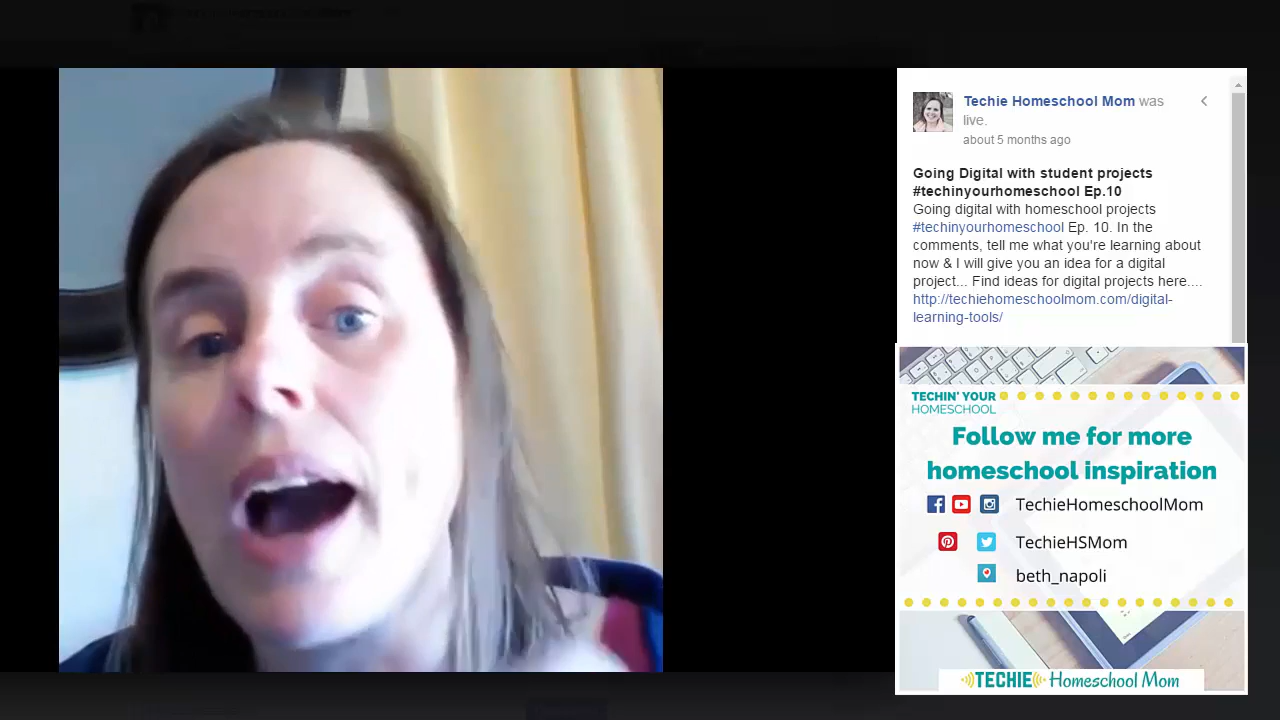 Techie Homeschool Mom was
live.
about 5 months ago
Going Digital with student projects
#techinyourhomeschool Ep.10
Going digital with homeschool projects
#techinyourhomeschool Ep. 10. In the
comments, tell me what you're learning about
now & I will give you an idea for a digital
project... Find ideas for digital projects here....
http://techiehomeschoolmom.com/digital-
learning-tools/
TECHIN' YOUR
HOMESCHOOL
Follow me for more
homeschool inspiration
TechieHomeschoolMom
TechieHSMom
beth_napoli
TECHIE Homeschool Mom